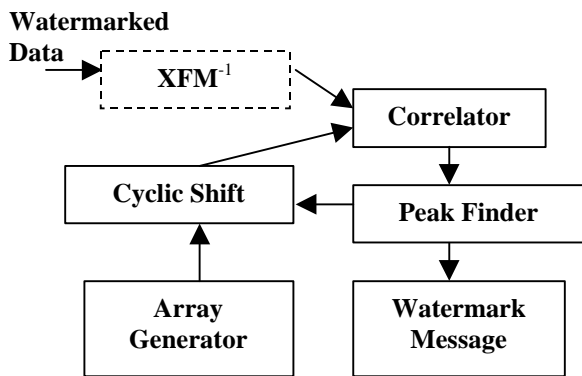 Watermarked
Data
XFM⁻¹
Correlator
Cyclic Shift
Peak Finder
Array
Generator
Watermark
Message